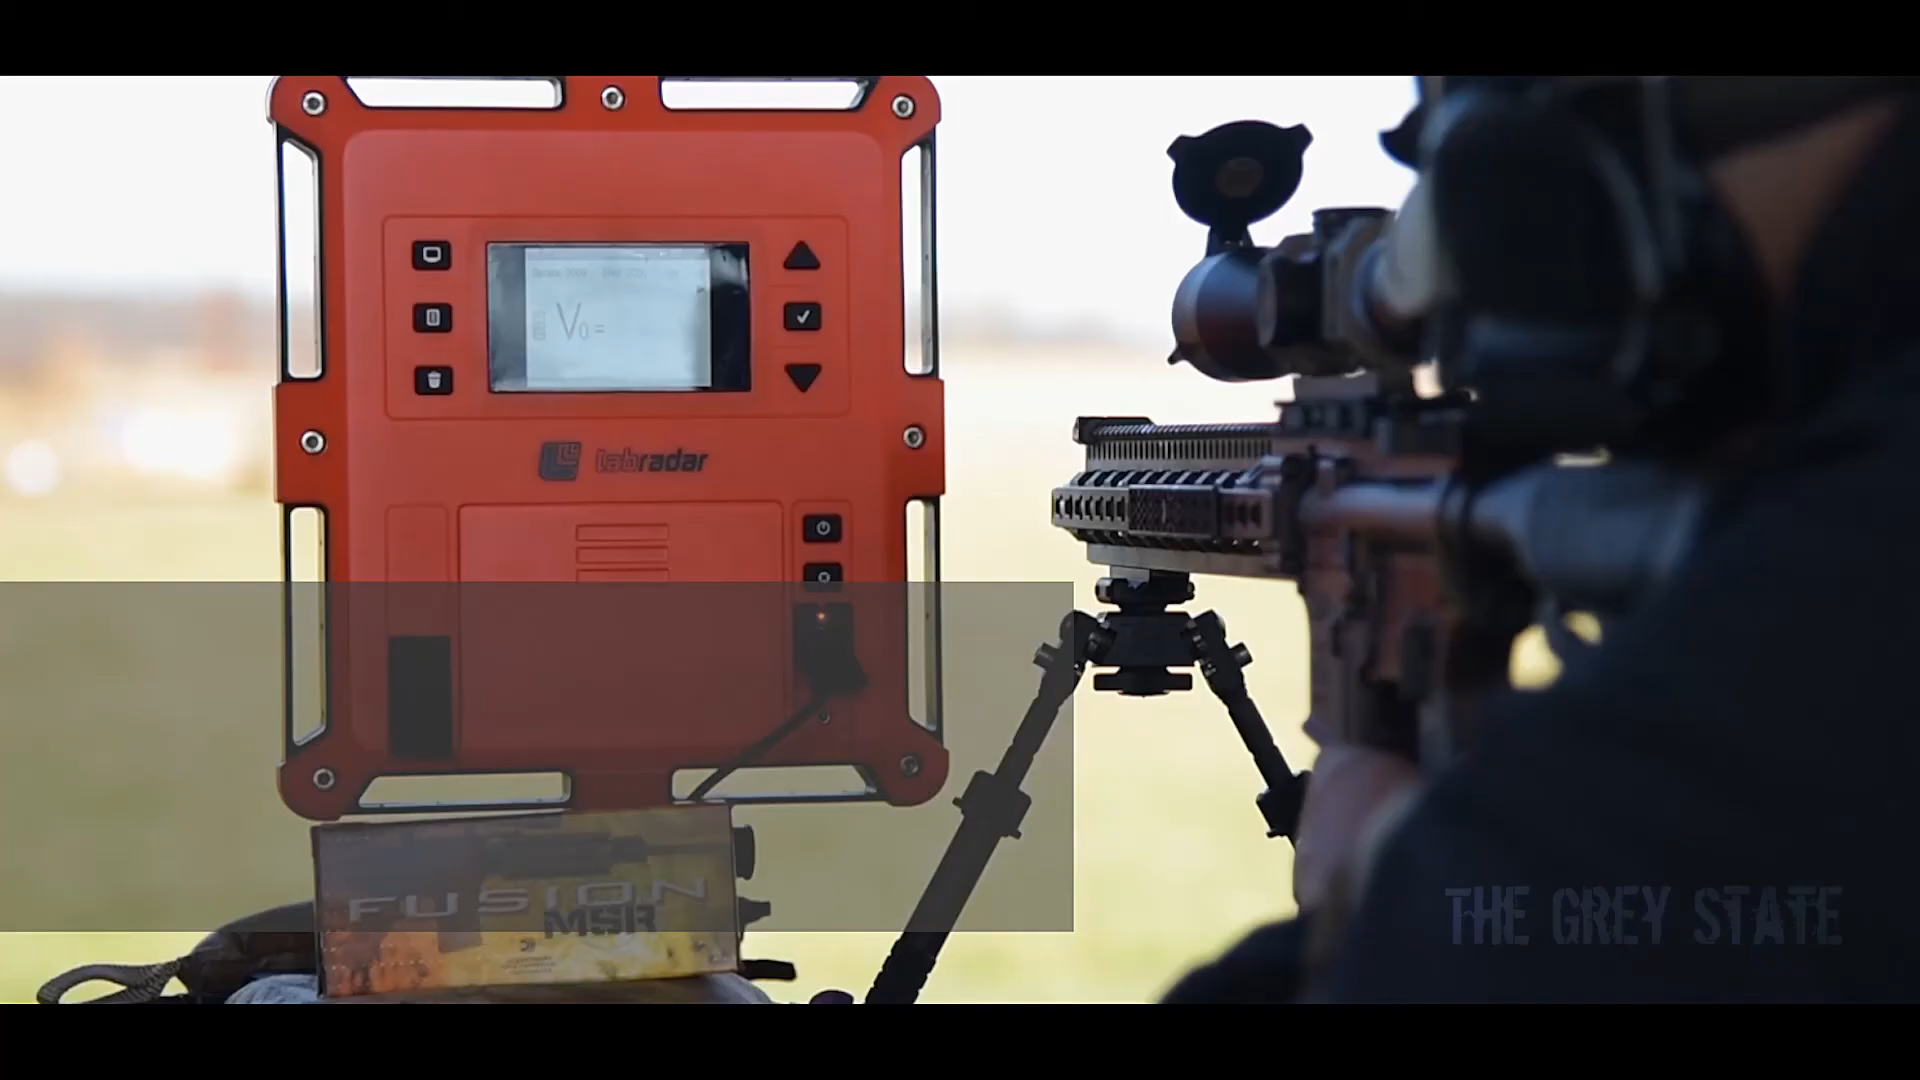 V0 =
labradar
FUSION
MSR
THE GREY STATE